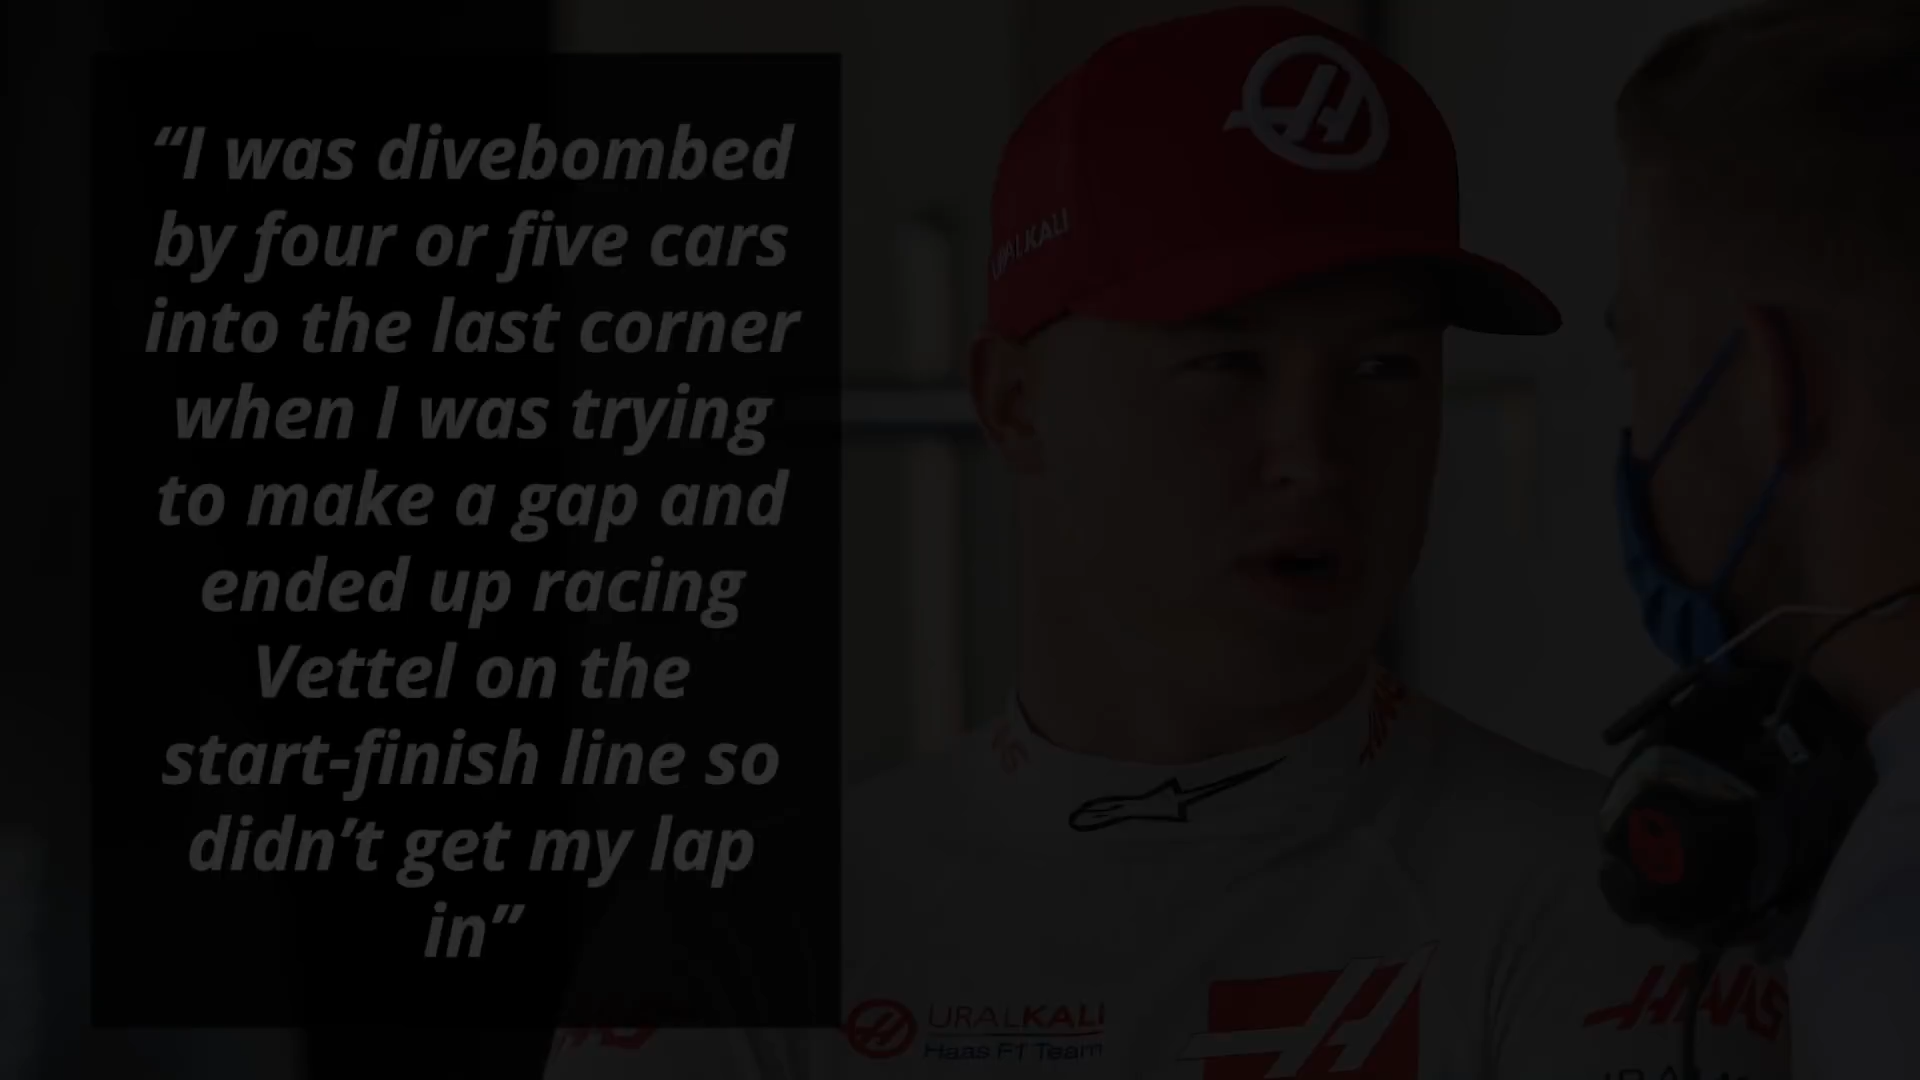 “I was divebombed
by four or five cars
into the last corner
when I was trying
to make a gap and
ended up racing
Vettel on the
start-finish line so
didn’t get my lap
in”
URALKALI
URALKALI
Haas F1 Team
HAAS